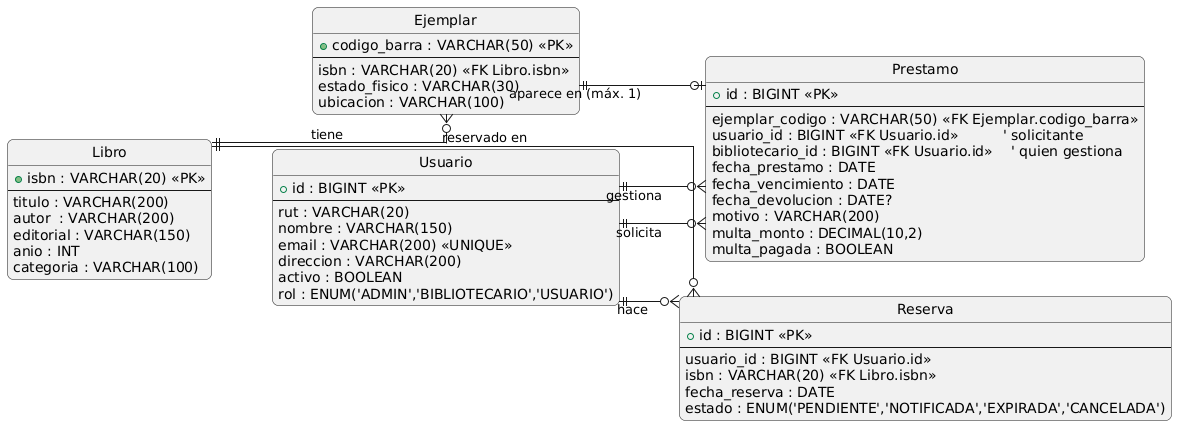 Ejemplar
codigo_barra : VARCHAR(50) «PK»
isbn : VARCHAR(20) «FK Libro.isbn»
estado_fisico : VARCHAR(30)
ubicacion : VARCHAR(100)
aparece en (máx. 1)
Prestamo
id : BIGINT «PK»
ejemplar_codigo : VARCHAR(50) «FK Ejemplar.codigo_barra»
usuario_id : BIGINT «FK Usuario.id» ' solicitante
bibliotecario_id : BIGINT «FK Usuario.id» ' quien gestiona
fecha_prestamo : DATE
fecha_vencimiento : DATE
fecha_devolucion : DATE?
motivo : VARCHAR(200)
multa_monto : DECIMAL(10,2)
multa_pagada : BOOLEAN
tiene
reservado en
Libro
isbn : VARCHAR(20) «PK»
titulo : VARCHAR(200)
autor : VARCHAR(200)
editorial : VARCHAR(150)
anio : INT
categoria : VARCHAR(100)
Usuario
id : BIGINT «PK»
rut : VARCHAR(20)
nombre : VARCHAR(150)
email : VARCHAR(200) «UNIQUE»
direccion : VARCHAR(200)
activo : BOOLEAN
rol : ENUM('ADMIN','BIBLIOTECARIO','USUARIO')
gestiona
solicita
hace
Reserva
id : BIGINT «PK»
usuario_id : BIGINT «FK Usuario.id»
isbn : VARCHAR(20) «FK Libro.isbn»
fecha_reserva : DATE
estado : ENUM('PENDIENTE','NOTIFICADA','EXPIRADA','CANCELADA')